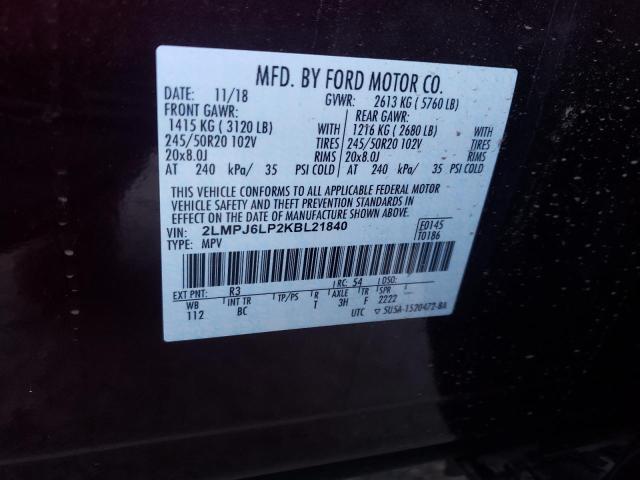 MFD. BY FORD MOTOR CO.
DATE: 11/18 GVWR: 2613 KG ( 5760 LB)
FRONT GAWR: REAR GAWR:
1415 KG ( 3120 LB) WITH 1216 KG ( 2680 LB) WITH
245/50R20 102V TIRES 245/50R20 102V TIRES
20x8.0J RIMS 20x8.0J RIMS
AT 240 kPa/ 35 PSI COLD AT 240 kPa/ 35 PSI COLD
THIS VEHICLE CONFORMS TO ALL APPLICABLE FEDERAL MOTOR
VEHICLE SAFETY AND THEFT PREVENTION STANDARDS IN
EFFECT ON THE DATE OF MANUFACTURE SHOWN ABOVE.
VIN: 2LMPJ6LP2KBL21840 E0145
TYPE: MPV T0186
EXT PNT: R3 RC: 54 DSO:
WB INT TR TP/PS R AXLE TR SPR
112 BC T 3H F 2222
UTC ▽ 5U5A-1520472-BA